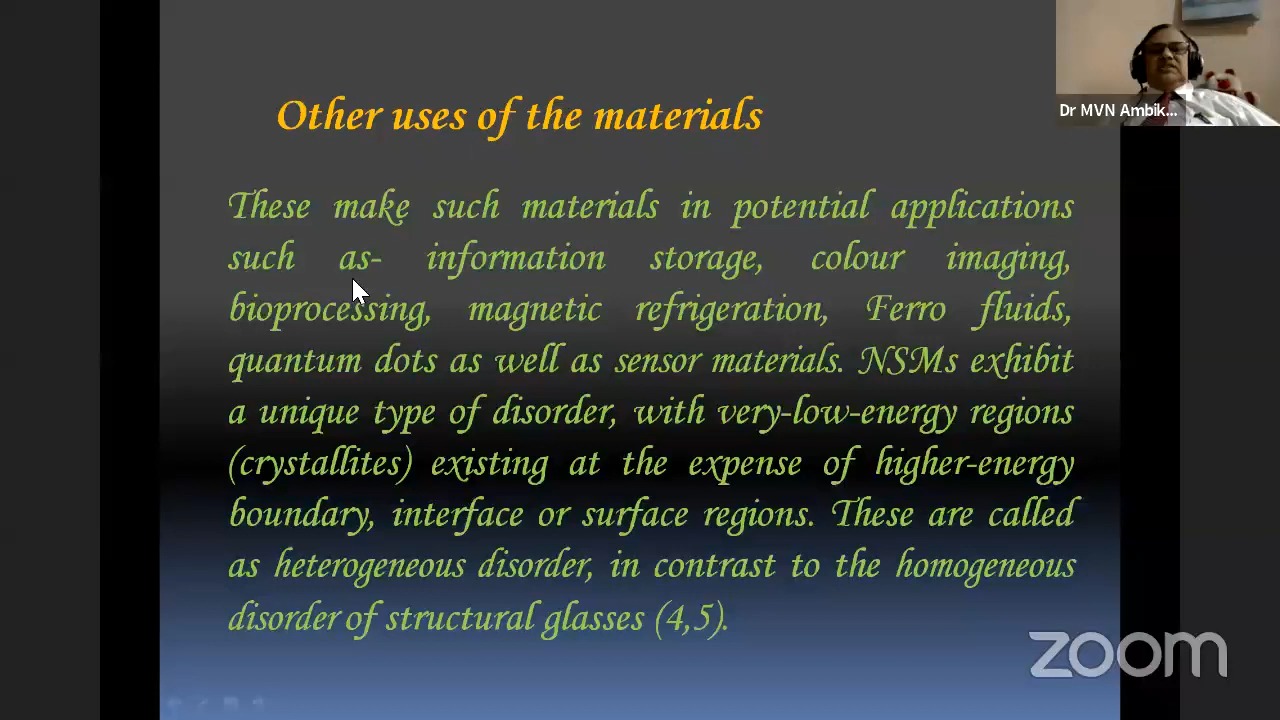 Other uses of the materials
These make such materials in potential applications
such as- information storage, colour imaging,
bioprocessing, magnetic refrigeration, Ferro fluids,
quantum dots as well as sensor materials. NSMs exhibit
a unique type of disorder, with very-low-energy regions
(crystallites) existing at the expense of higher-energy
boundary, interface or surface regions. These are called
as heterogeneous disorder, in contrast to the homogeneous
disorder of structural glasses (4,5).
Dr MVN Ambik...
zoom